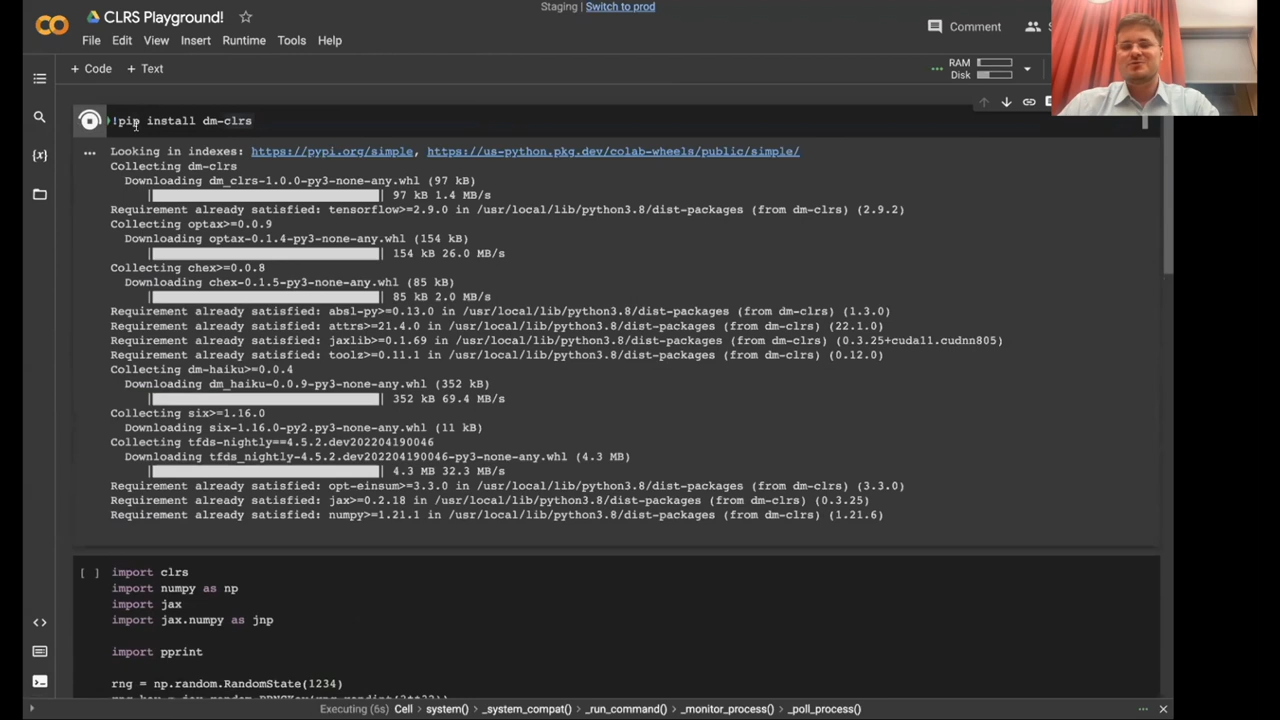 Staging | Switch to prod
CLRS Playground!
Comment
File Edit View Insert Runtime Tools Help
+ Code + Text
RAM
Disk
!pip install dm-clrs
Looking in indexes: https://pypi.org/simple, https://us-python.pkg.dev/colab-wheels/public/simple/
Collecting dm-clrs
Downloading dm_clrs-1.0.0-py3-none-any.whl (97 kB)
| 97 kB 1.4 MB/s
Requirement already satisfied: tensorflow>=2.9.0 in /usr/local/lib/python3.8/dist-packages (from dm-clrs) (2.9.2)
Collecting optax>=0.0.9
Downloading optax-0.1.4-py3-none-any.whl (154 kB)
| 154 kB 26.0 MB/s
Collecting chex>=0.0.8
Downloading chex-0.1.5-py3-none-any.whl (85 kB)
| 85 kB 2.0 MB/s
Requirement already satisfied: absl-py>=0.13.0 in /usr/local/lib/python3.8/dist-packages (from dm-clrs) (1.3.0)
Requirement already satisfied: attrs>=21.4.0 in /usr/local/lib/python3.8/dist-packages (from dm-clrs) (22.1.0)
Requirement already satisfied: jaxlib>=0.1.69 in /usr/local/lib/python3.8/dist-packages (from dm-clrs) (0.3.25+cuda11.cudnn805)
Requirement already satisfied: toolz>=0.11.1 in /usr/local/lib/python3.8/dist-packages (from dm-clrs) (0.12.0)
Collecting dm-haiku>=0.0.4
Downloading dm_haiku-0.0.9-py3-none-any.whl (352 kB)
| 352 kB 69.4 MB/s
Collecting six>=1.16.0
Downloading six-1.16.0-py2.py3-none-any.whl (11 kB)
Collecting tfds-nightly==4.5.2.dev202204190046
Downloading tfds_nightly-4.5.2.dev202204190046-py3-none-any.whl (4.3 MB)
| 4.3 MB 32.3 MB/s
Requirement already satisfied: opt-einsum>=3.3.0 in /usr/local/lib/python3.8/dist-packages (from dm-clrs) (3.3.0)
Requirement already satisfied: jax>=0.2.18 in /usr/local/lib/python3.8/dist-packages (from dm-clrs) (0.3.25)
Requirement already satisfied: numpy>=1.21.1 in /usr/local/lib/python3.8/dist-packages (from dm-clrs) (1.21.6)
[ ] import clrs
import numpy as np
import jax
import jax.numpy as jnp
import pprint
rng = np.random.RandomState(1234)
Executing (6s) Cell system() _system_compat() _run_command() _monitor_process() _poll_process()